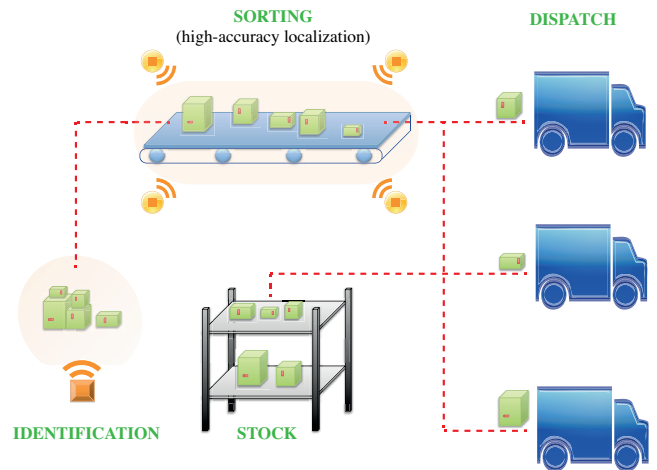 SORTING
(high-accuracy localization)
DISPATCH
IDENTIFICATION
STOCK